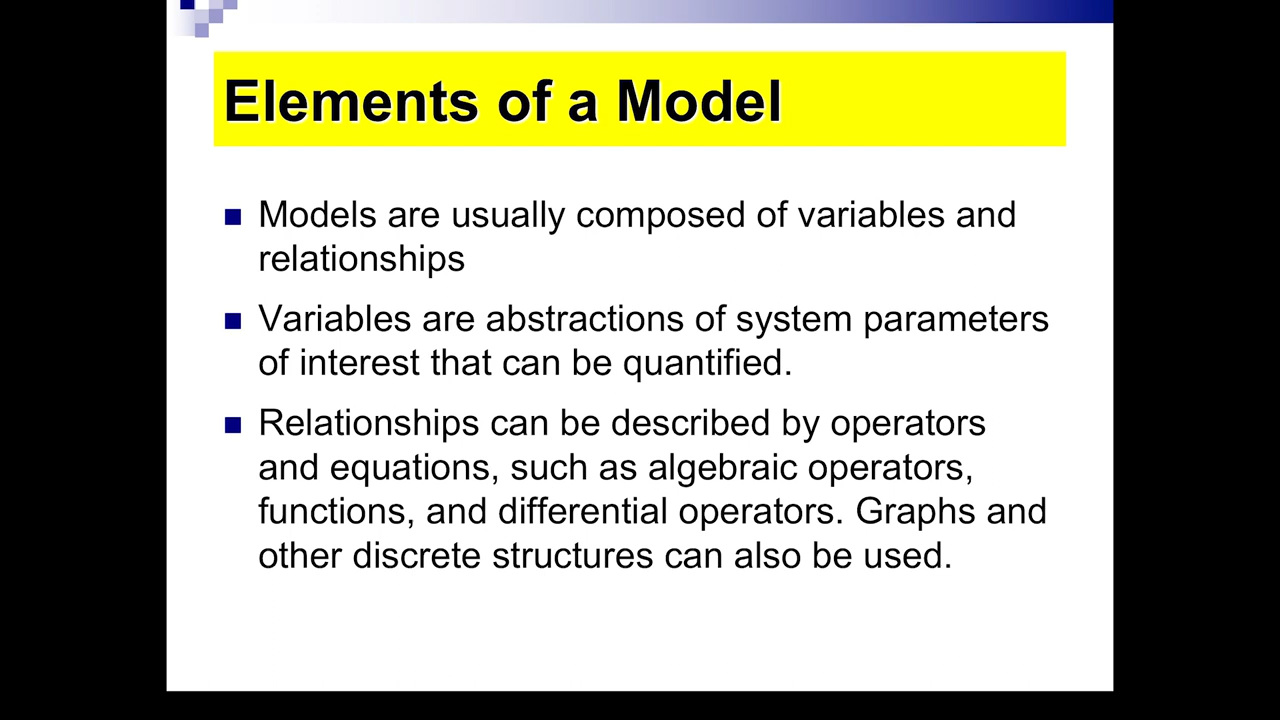 Elements of a Model
Models are usually composed of variables and
relationships
Variables are abstractions of system parameters
of interest that can be quantified.
Relationships can be described by operators
and equations, such as algebraic operators,
functions, and differential operators. Graphs and
other discrete structures can also be used.